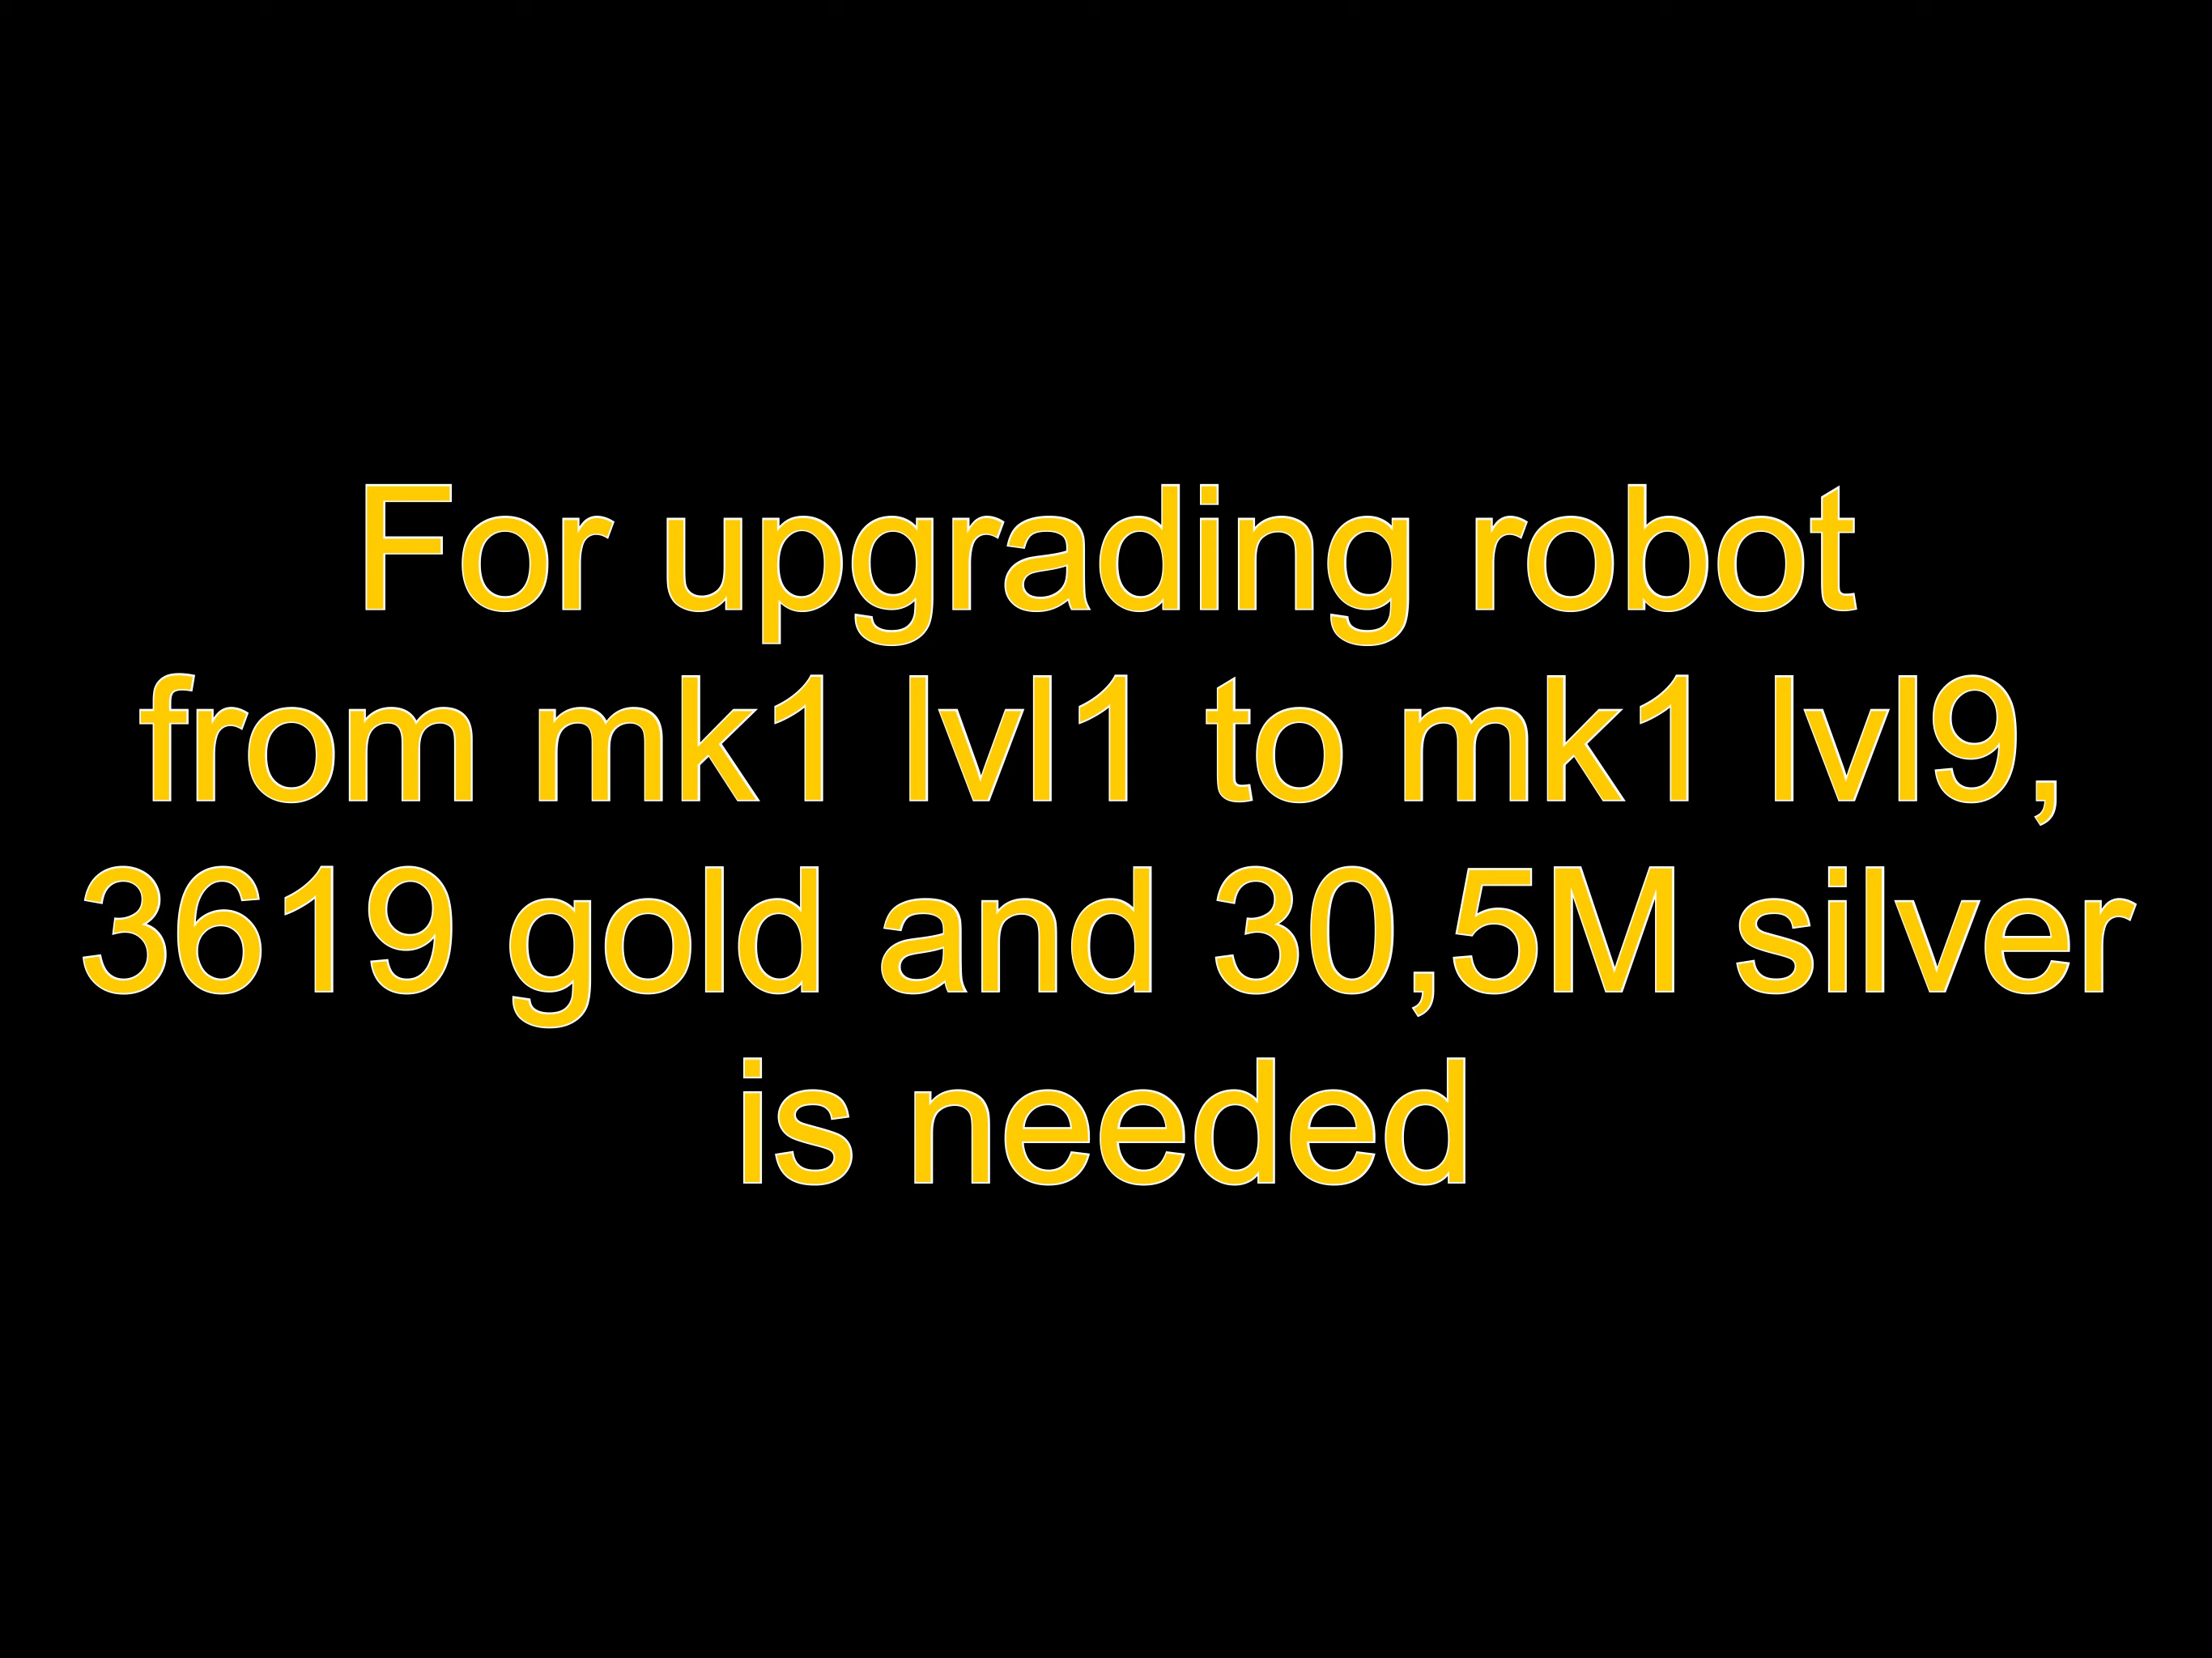 For upgrading robot
from mk1 lvl1 to mk1 lvl9,
3619 gold and 30,5M silver
is needed